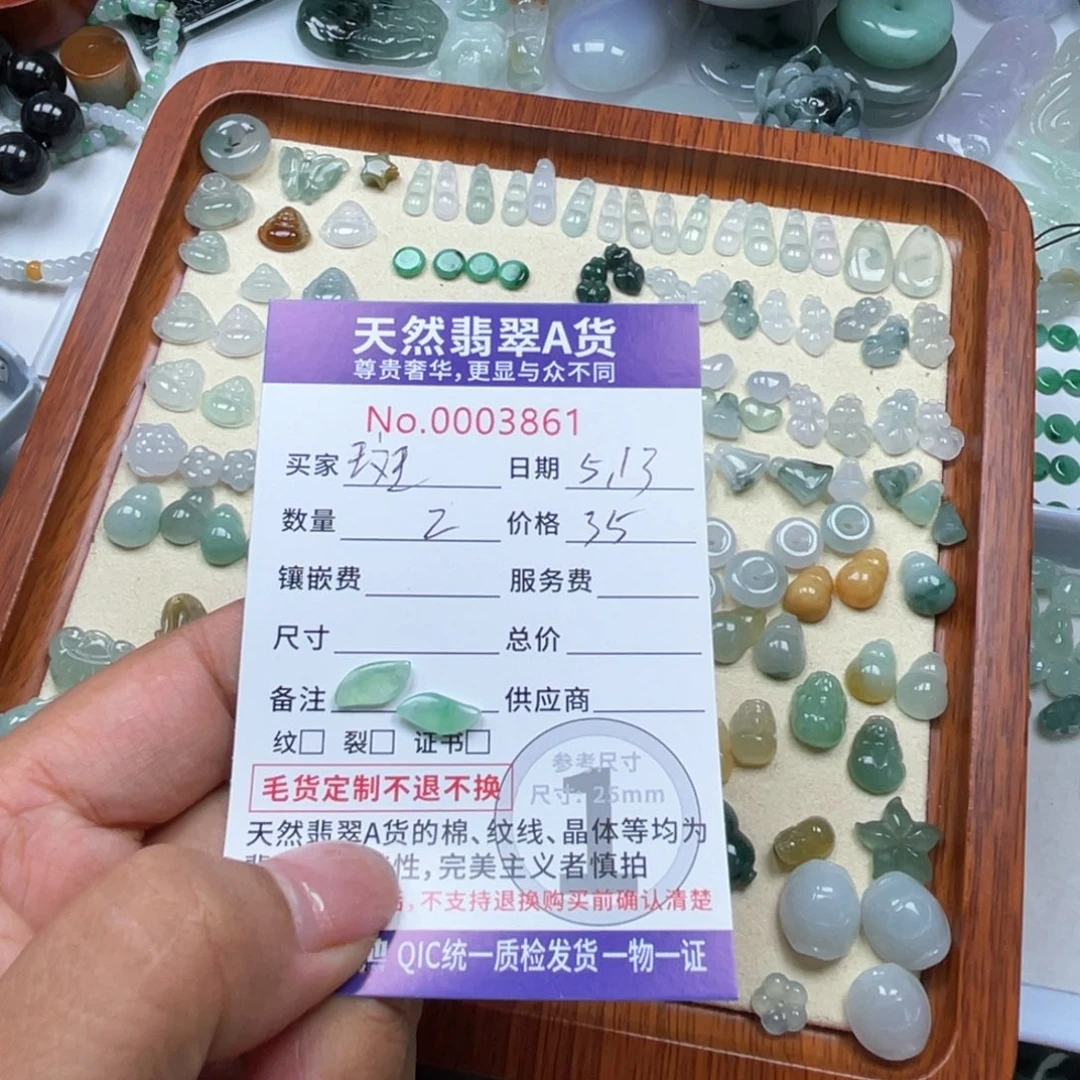 天然翡翠A货
尊贵奢华,更显与众不同
No.0003861
买家 斑 日期 5,13
数量 2 价格 35
镶嵌费 服务费
尺寸 总价
备注 供应商
纹□ 裂□ 证书□
参考尺寸
尺寸: 25mm
1
毛货定制不退不换
天然翡翠A货的棉、纹线、晶体等均为
性,完美主义者慎拍
不支持退换购买前确认清楚
QIC统一质检发货一物一证